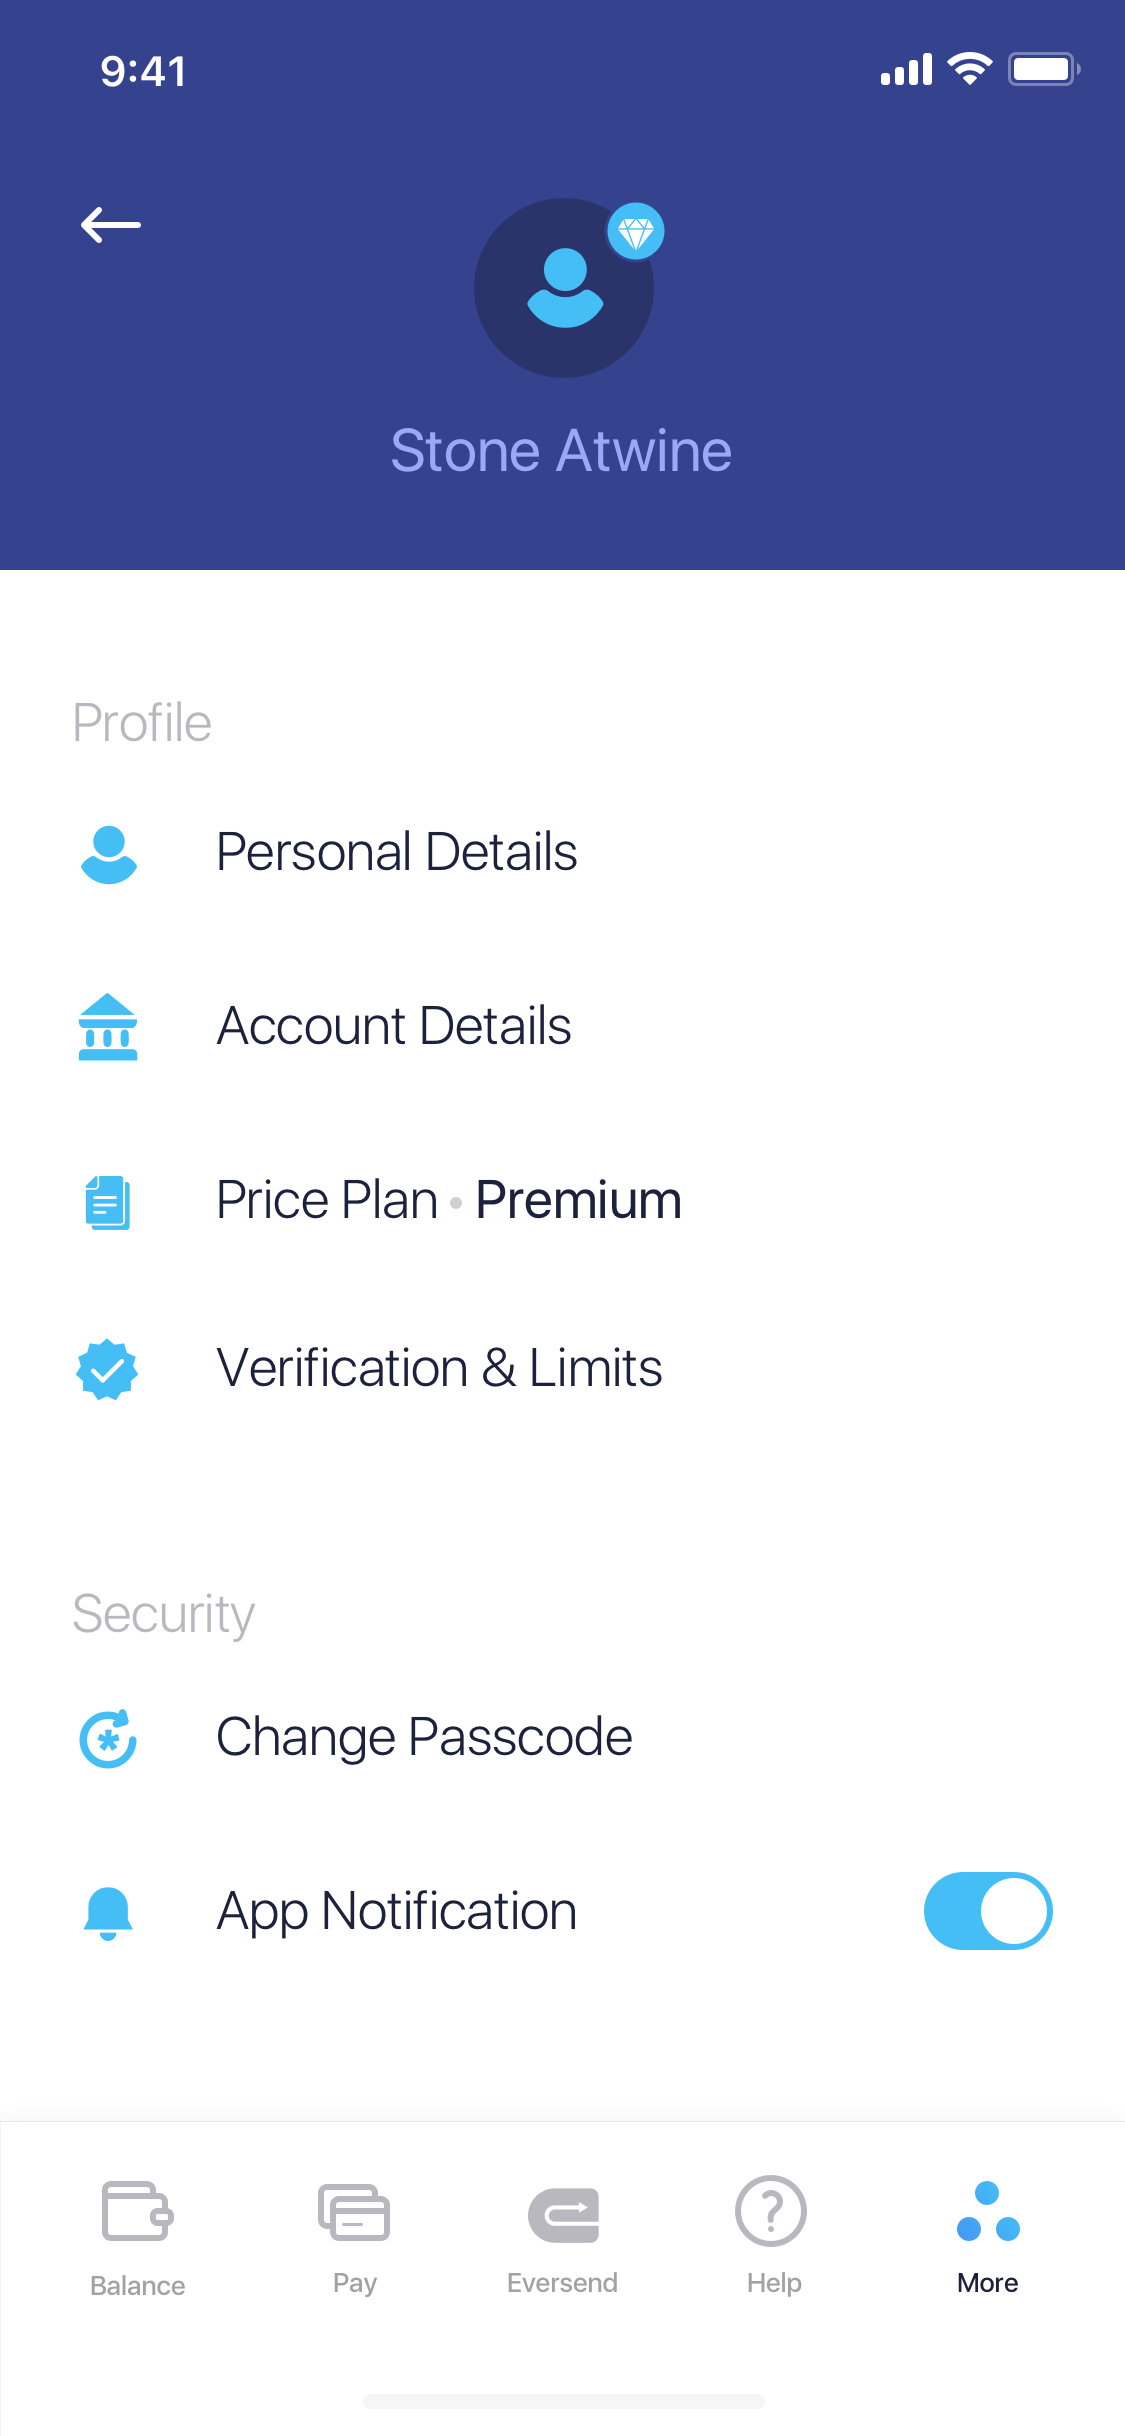 9:41
Stone Atwine
Profile
Personal Details
Account Details
Price Plan • Premium
Verification & Limits
Security
Change Passcode
App Notification
Balance Pay Eversend Help More